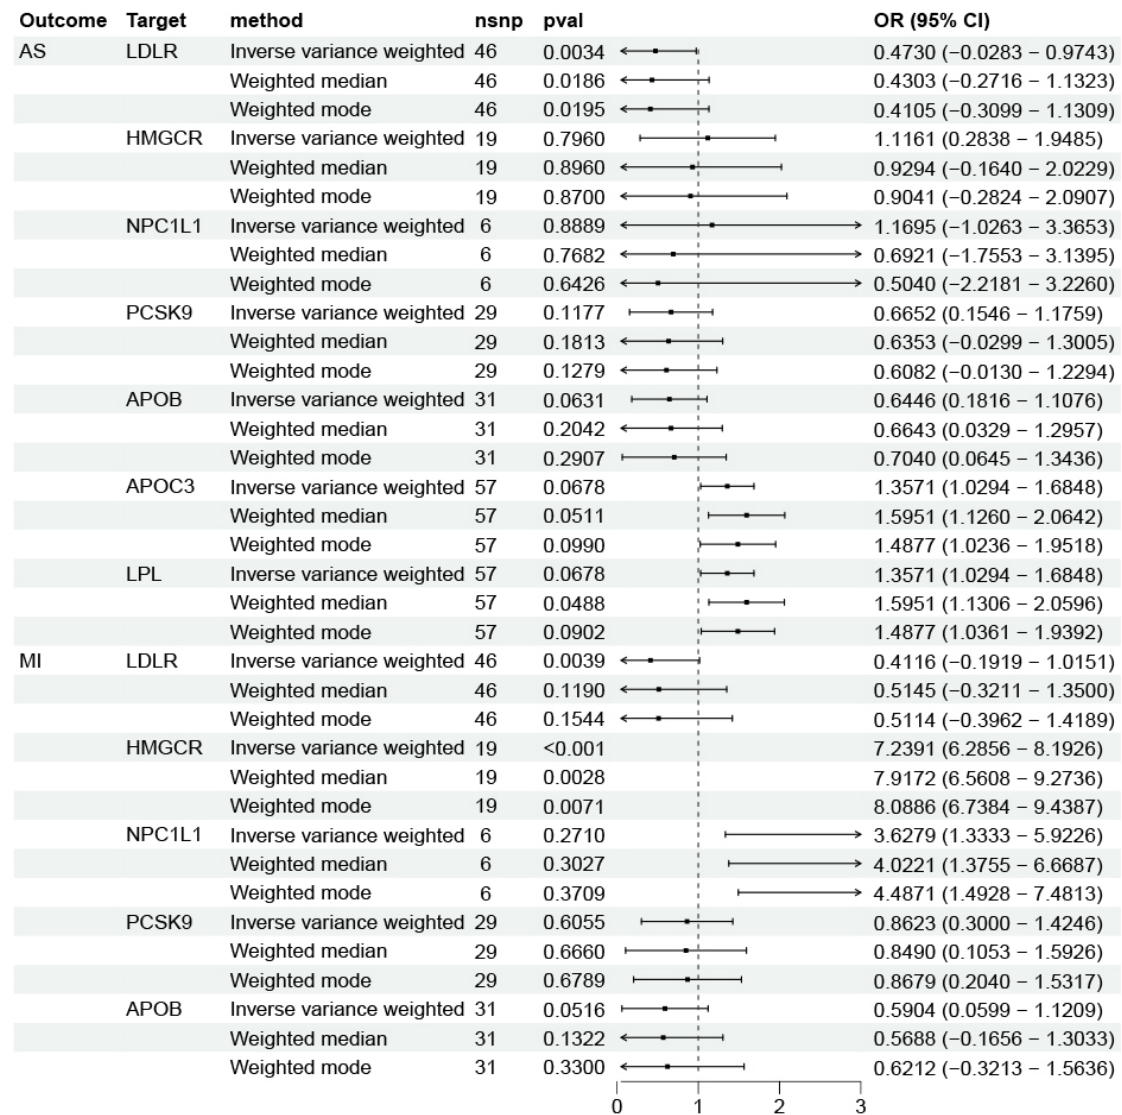 Outcome Target method nsnp pval OR (95% CI)
AS LDLR Inverse variance weighted 46 0.0034 0.4730 (−0.0283 − 0.9743)
Weighted median 46 0.0186 0.4303 (−0.2716 − 1.1323)
Weighted mode 46 0.0195 0.4105 (−0.3099 − 1.1309)
HMGCR Inverse variance weighted 19 0.7960 1.1161 (0.2838 − 1.9485)
Weighted median 19 0.8960 0.9294 (−0.1640 − 2.0229)
Weighted mode 19 0.8700 0.9041 (−0.2824 − 2.0907)
NPC1L1 Inverse variance weighted 6 0.8889 1.1695 (−1.0263 − 3.3653)
Weighted median 6 0.7682 0.6921 (−1.7553 − 3.1395)
Weighted mode 6 0.6426 0.5040 (−2.2181 − 3.2260)
PCSK9 Inverse variance weighted 29 0.1177 0.6652 (0.1546 − 1.1759)
Weighted median 29 0.1813 0.6353 (−0.0299 − 1.3005)
Weighted mode 29 0.1279 0.6082 (−0.0130 − 1.2294)
APOB Inverse variance weighted 31 0.0631 0.6446 (0.1816 − 1.1076)
Weighted median 31 0.2042 0.6643 (0.0329 − 1.2957)
Weighted mode 31 0.2907 0.7040 (0.0645 − 1.3436)
APOC3 Inverse variance weighted 57 0.0678 1.3571 (1.0294 − 1.6848)
Weighted median 57 0.0511 1.5951 (1.1260 − 2.0642)
Weighted mode 57 0.0990 1.4877 (1.0236 − 1.9518)
LPL Inverse variance weighted 57 0.0678 1.3571 (1.0294 − 1.6848)
Weighted median 57 0.0488 1.5951 (1.1306 − 2.0596)
Weighted mode 57 0.0902 1.4877 (1.0361 − 1.9392)
MI LDLR Inverse variance weighted 46 0.0039 0.4116 (−0.1919 − 1.0151)
Weighted median 46 0.1190 0.5145 (−0.3211 − 1.3500)
Weighted mode 46 0.1544 0.5114 (−0.3962 − 1.4189)
HMGCR Inverse variance weighted 19 <0.001 7.2391 (6.2856 − 8.1926)
Weighted median 19 0.0028 7.9172 (6.5608 − 9.2736)
Weighted mode 19 0.0071 8.0886 (6.7384 − 9.4387)
NPC1L1 Inverse variance weighted 6 0.2710 3.6279 (1.3333 − 5.9226)
Weighted median 6 0.3027 4.0221 (1.3755 − 6.6687)
Weighted mode 6 0.3709 4.4871 (1.4928 − 7.4813)
PCSK9 Inverse variance weighted 29 0.6055 0.8623 (0.3000 − 1.4246)
Weighted median 29 0.6660 0.8490 (0.1053 − 1.5926)
Weighted mode 29 0.6789 0.8679 (0.2040 − 1.5317)
APOB Inverse variance weighted 31 0.0516 0.5904 (0.0599 − 1.1209)
Weighted median 31 0.1322 0.5688 (−0.1656 − 1.3033)
Weighted mode 31 0.3300 0.6212 (−0.3213 − 1.5636)
0 1 2 3